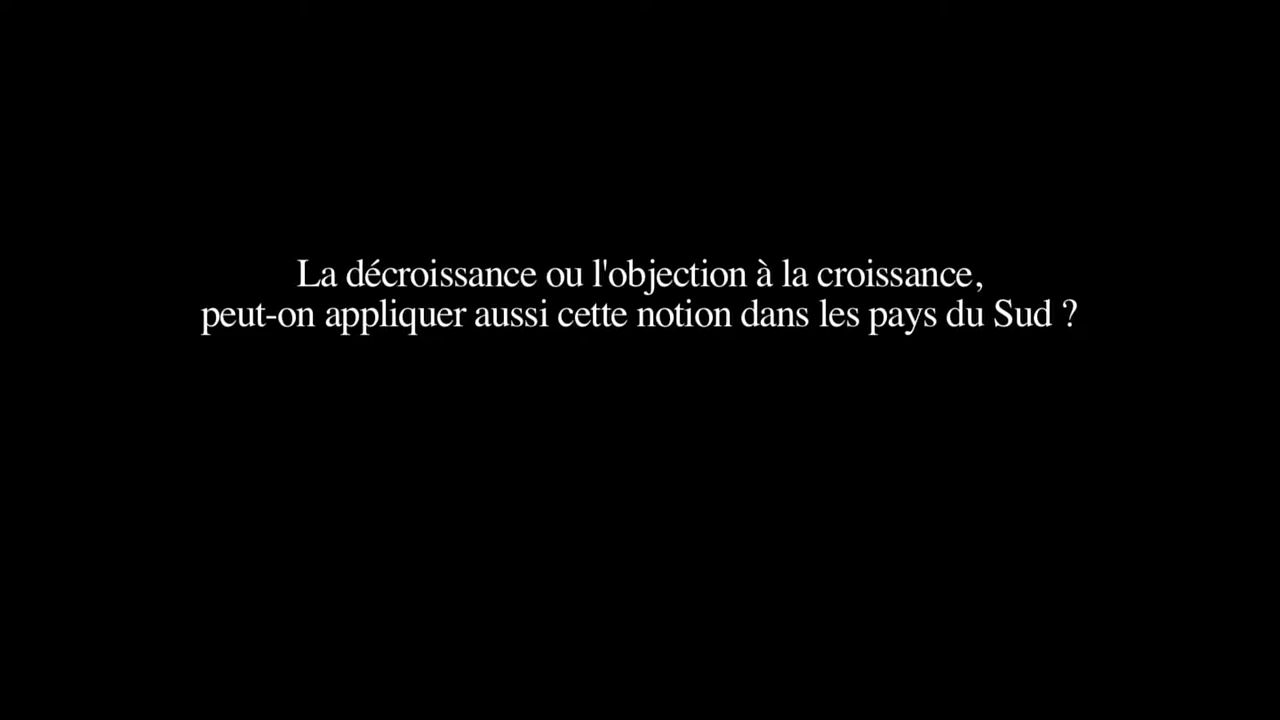 La décroissance ou l'objection à la croissance,
peut-on appliquer aussi cette notion dans les pays du Sud ?